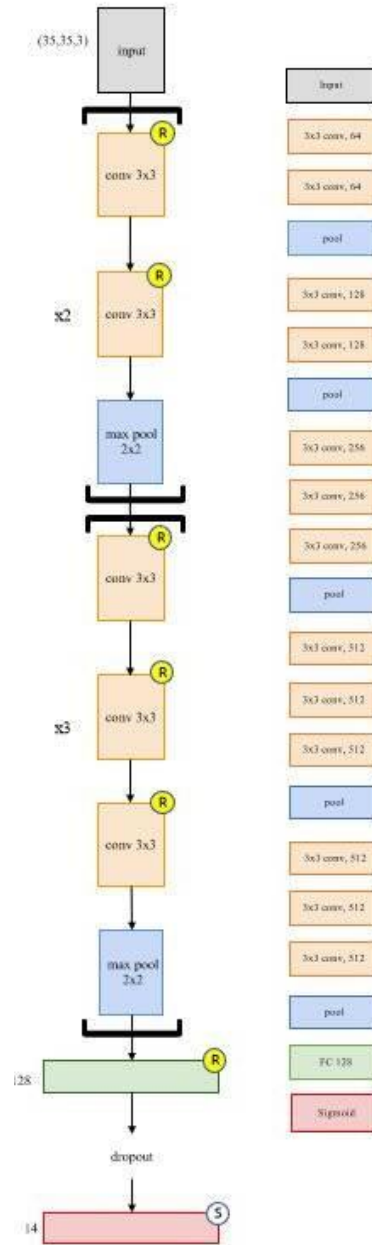 (35,35,3)
input
R
conv 3x3
R
x2
conv 3x3
max pool
2x2
R
conv 3x3
R
x3
conv 3x3
R
conv 3x3
max pool
2x2
R
128
dropout
S
14
Input
3x3 conv, 64
3x3 conv, 64
pool
3x3 conv, 128
3x3 conv, 128
pool
3x3 conv, 256
3x3 conv, 256
3x3 conv, 256
pool
3x3 conv, 512
3x3 conv, 512
3x3 conv, 512
pool
3x3 conv, 512
3x3 conv, 512
3x3 conv, 512
pool
FC 128
Sigmoid